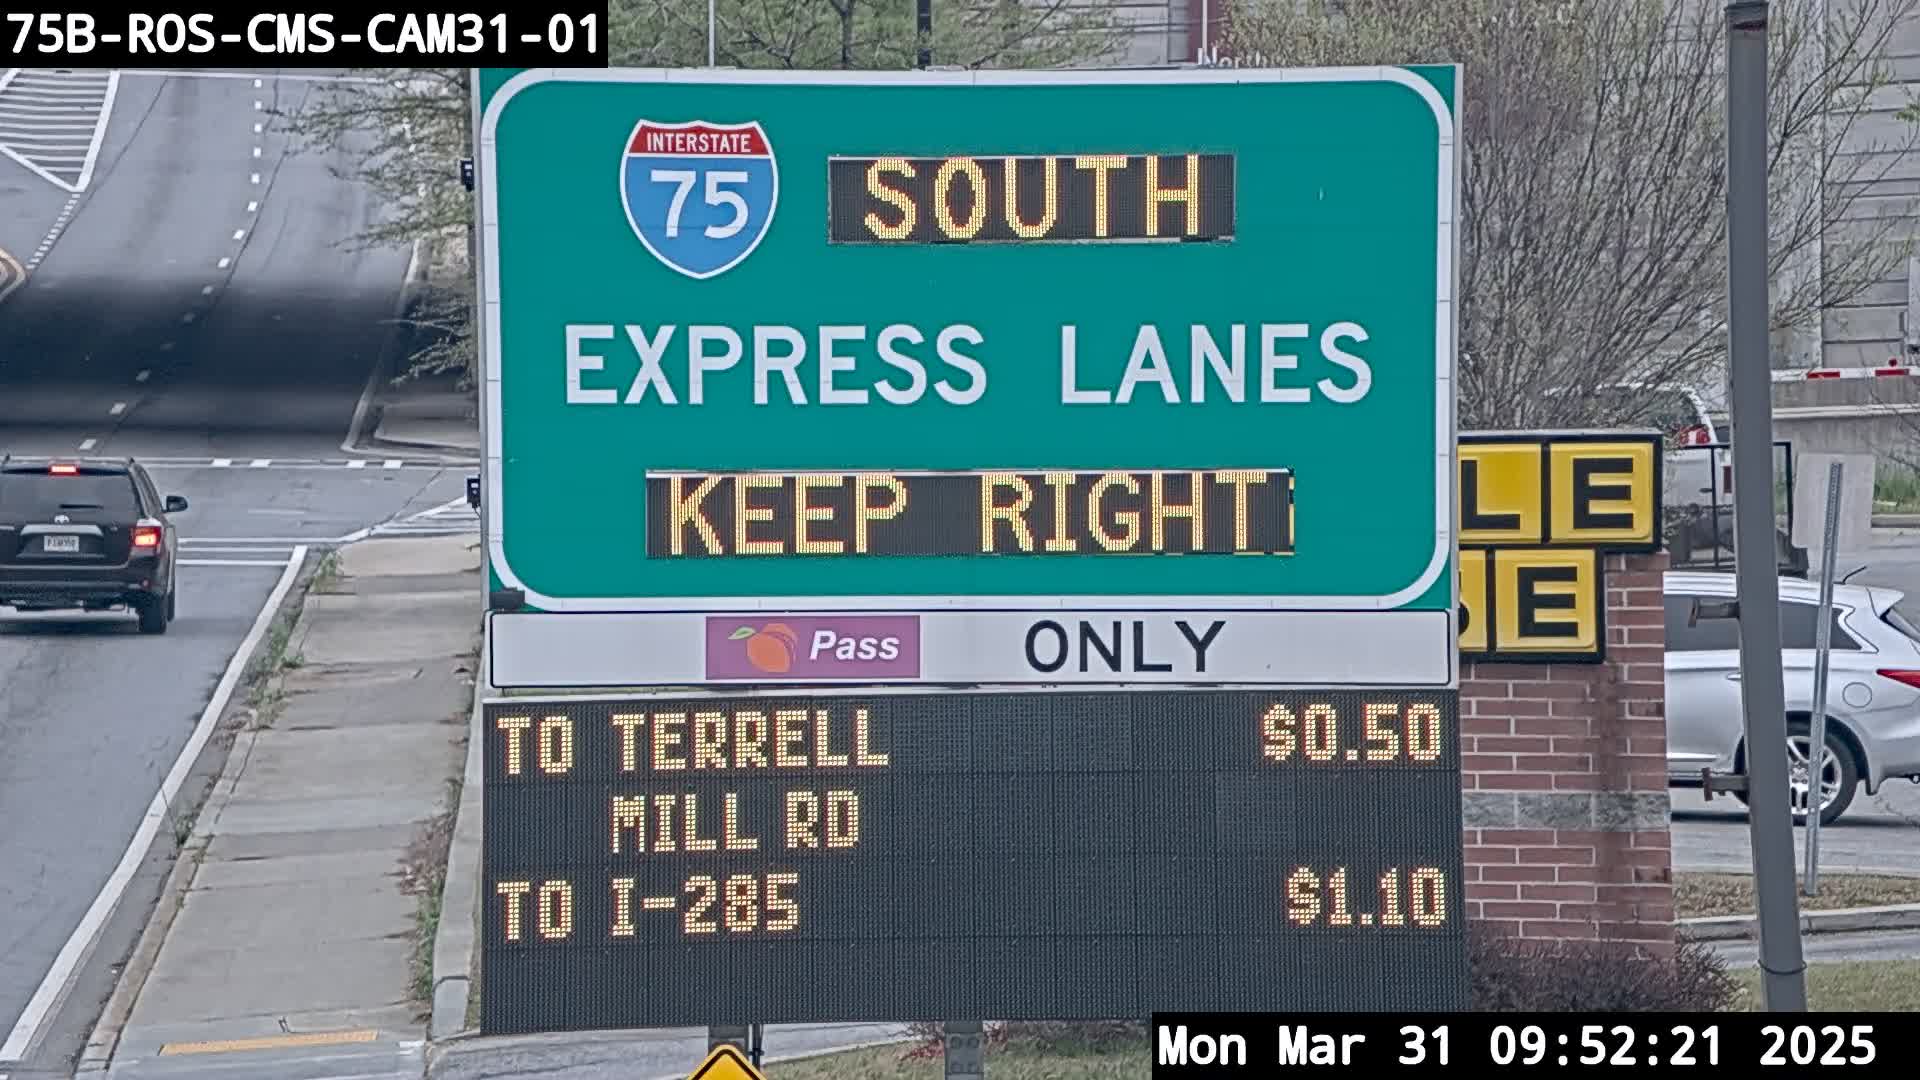 75B-ROS-CMS-CAM31-01
INTERSTATE
75
SOUTH
EXPRESS LANES
KEEP RIGHT
Pass ONLY
TO TERRELL $0.50
MILL RD
TO I-285 $1.10
LE
E
Mon Mar 31 09:52:21 2025